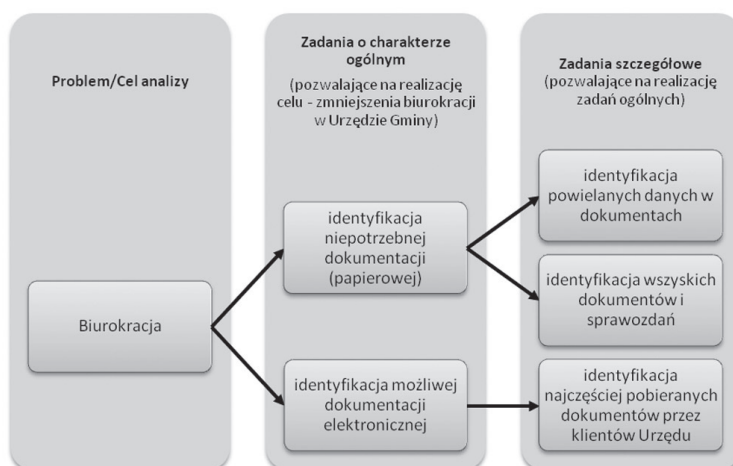 Problem/Cel analizy
Biurokracja
Zadania o charakterze
ogólnym
(pozwalające na realizację
celu - zmniejszenia biurokracji
w Urzędzie Gminy)
identyfikacja
niepotrzebnej
dokumentacji
(papierowej)
identyfikacja możliwej
dokumentacji
elektronicznej
Zadania szczegółowe
(pozwalające na realizację
zadań ogólnych)
identyfikacja
powielanych danych w
dokumentach
identyfikacja wszyskich
dokumentów i
sprawozdań
identyfikacja
najczęściej pobieranych
dokumentów przez
klientów Urzędu